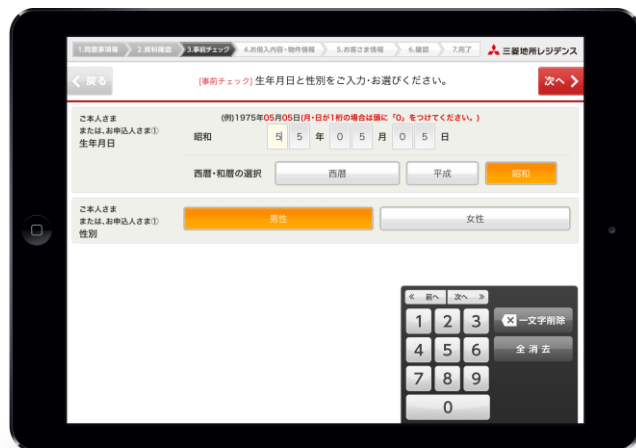 1.同意事項等 2.資料確認 3.事前チェック 4.お借入内容・物件情報 5.お客さま情報 6.確認 7.完了 三菱地所レジデンス
戻る [事前チェック] 生年月日と性別をご入力・お選びください。 次へ
ご本人さま
または、お申込人さま①
生年月日
(例)1975年05月05日(月・日が1桁の場合は頭に「0」をつけてください。)
昭和 5 5 年 0 5 月 0 5 日
西暦・和暦の選択 西暦 平成 昭和
ご本人さま
または、お申込人さま①
性別
男性 女性
≪ 前へ 次へ ≫
1 2 3 一文字削除
4 5 6 全消去
7 8 9
0